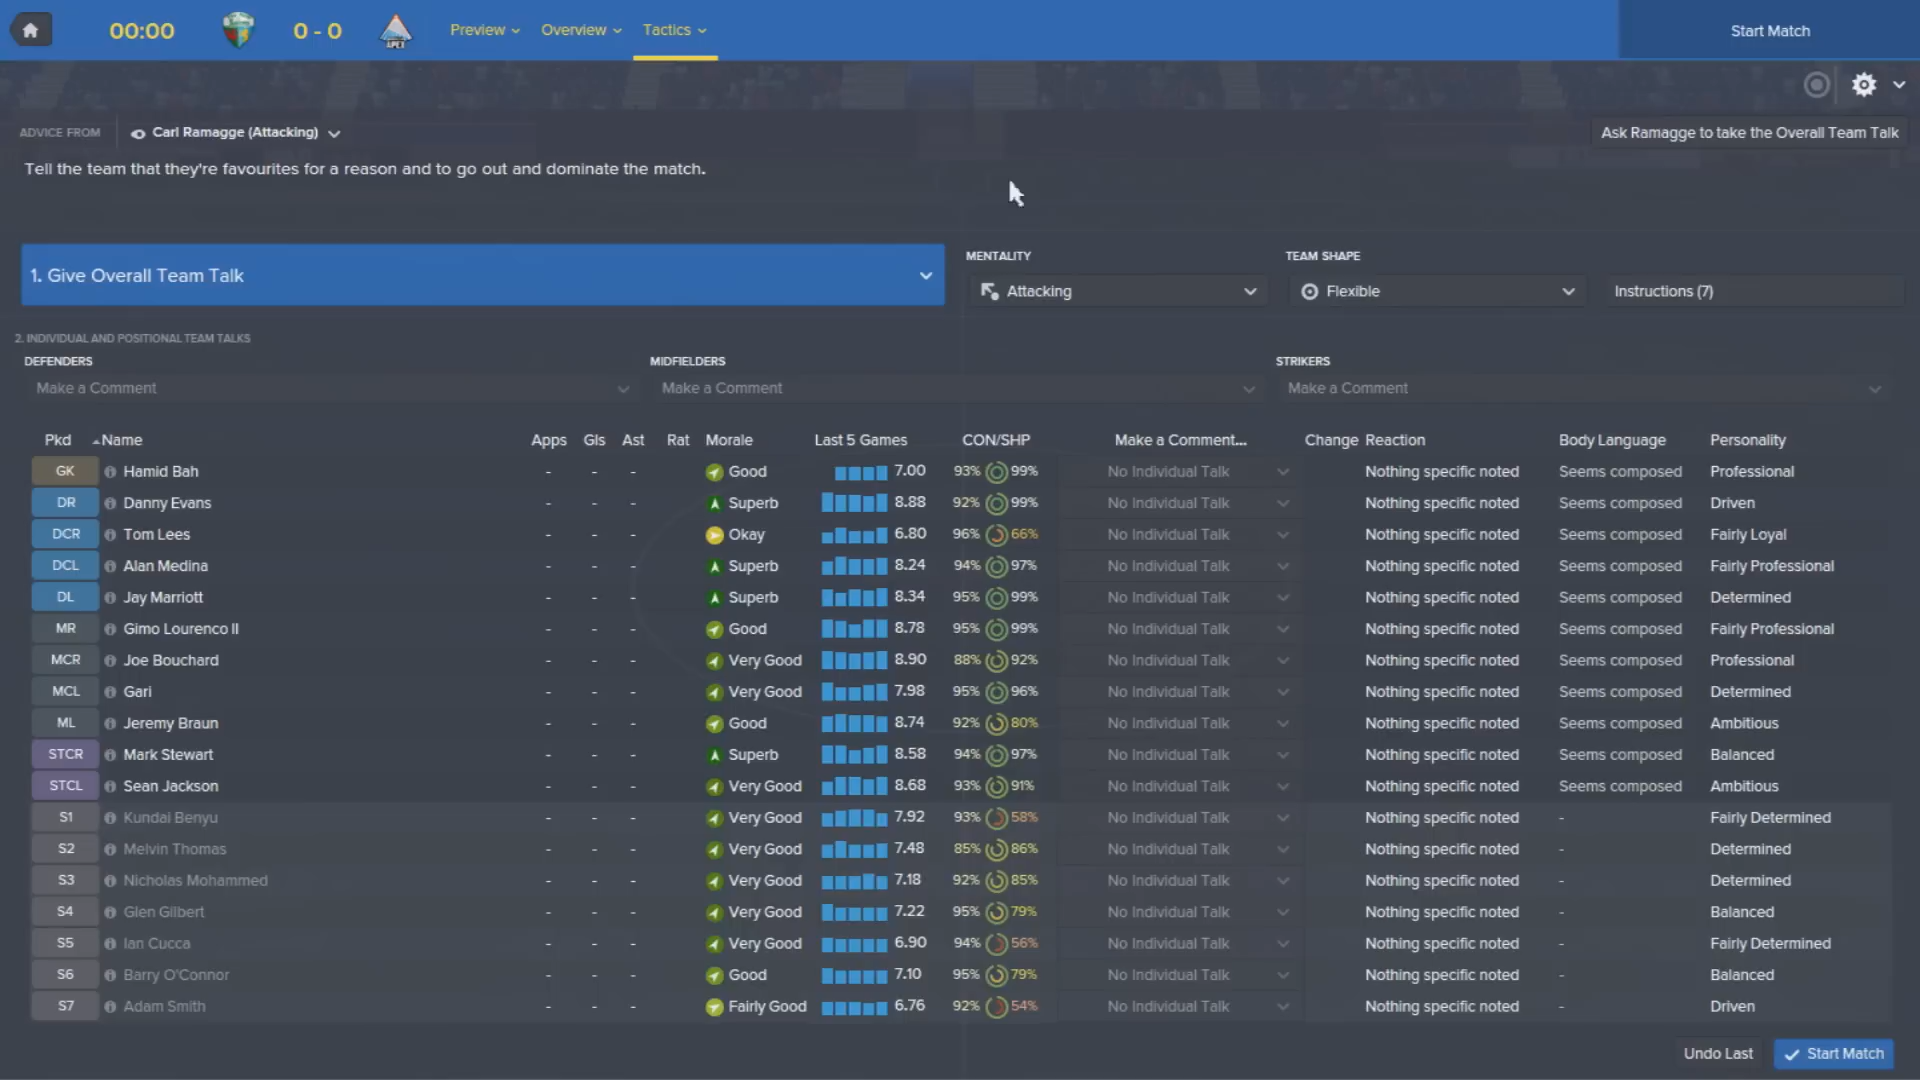 00:00 0 - 0 APEX Preview Overview Tactics Start Match
ADVICE FROM Carl Ramagge (Attacking) Ask Ramagge to take the Overall Team Talk
Tell the team that they're favourites for a reason and to go out and dominate the match.
MENTALITY TEAM SHAPE
1. Give Overall Team Talk Attacking Flexible Instructions (7)
2. INDIVIDUAL AND POSITIONAL TEAM TALKS
DEFENDERS MIDFIELDERS STRIKERS
Make a Comment Make a Comment Make a Comment
Pkd Name Apps Gls Ast Rat Morale Last 5 Games CON/SHP Make a Comment... Change Reaction Body Language Personality
GK Hamid Bah - - - Good 7.00 93% 99% No Individual Talk Nothing specific noted Seems composed Professional
DR Danny Evans - - - Superb 8.88 92% 99% No Individual Talk Nothing specific noted Seems composed Driven
DCR Tom Lees - - - Okay 6.80 96% 66% No Individual Talk Nothing specific noted Seems composed Fairly Loyal
DCL Alan Medina - - - Superb 8.24 94% 97% No Individual Talk Nothing specific noted Seems composed Fairly Professional
DL Jay Marriott - - - Superb 8.34 95% 99% No Individual Talk Nothing specific noted Seems composed Determined
MR Gimo Lourenco II - - - Good 8.78 95% 99% No Individual Talk Nothing specific noted Seems composed Fairly Professional
MCR Joe Bouchard - - - Very Good 8.90 88% 92% No Individual Talk Nothing specific noted Seems composed Professional
MCL Gari - - - Very Good 7.98 95% 96% No Individual Talk Nothing specific noted Seems composed Determined
ML Jeremy Braun - - - Good 8.74 92% 80% No Individual Talk Nothing specific noted Seems composed Ambitious
STCR Mark Stewart - - - Superb 8.58 94% 97% No Individual Talk Nothing specific noted Seems composed Balanced
STCL Sean Jackson - - - Very Good 8.68 93% 91% No Individual Talk Nothing specific noted Seems composed Ambitious
S1 Kundai Benyu - - - Very Good 7.92 93% 58% No Individual Talk Nothing specific noted - Fairly Determined
S2 Melvin Thomas - - - Very Good 7.48 85% 86% No Individual Talk Nothing specific noted - Determined
S3 Nicholas Mohammed - - - Very Good 7.18 92% 85% No Individual Talk Nothing specific noted - Determined
S4 Glen Gilbert - - - Very Good 7.22 95% 79% No Individual Talk Nothing specific noted - Balanced
S5 Ian Cucca - - - Very Good 6.90 94% 56% No Individual Talk Nothing specific noted - Fairly Determined
S6 Barry O'Connor - - - Good 7.10 95% 79% No Individual Talk Nothing specific noted - Balanced
S7 Adam Smith - - - Fairly Good 6.76 92% 54% No Individual Talk Nothing specific noted - Driven
Undo Last Start Match